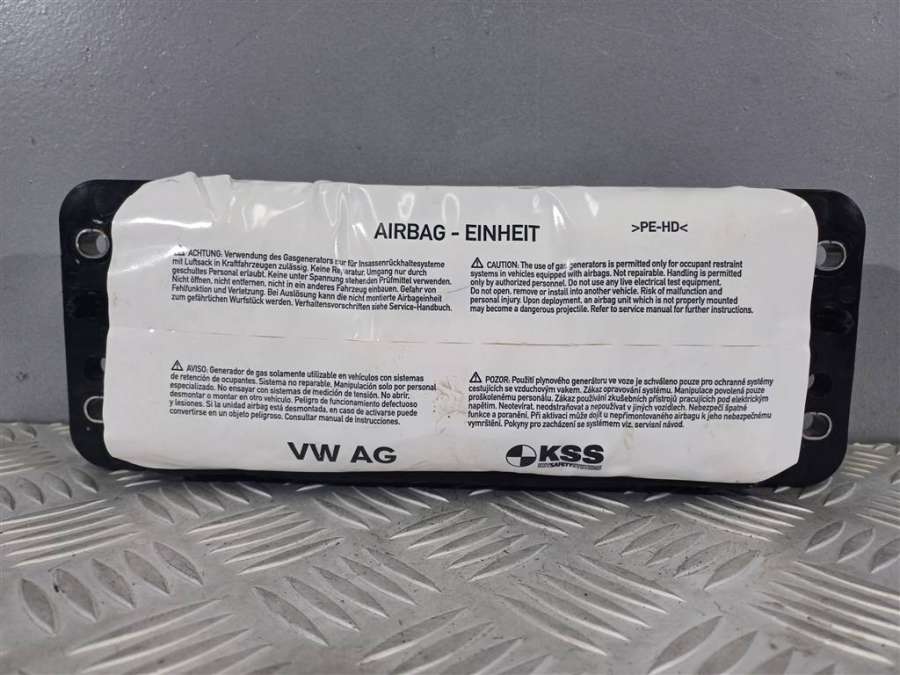 AIRBAG - EINHEIT
>PE-HD<
⚠ ACHTUNG: Verwendung des Gasgenerators nur für Insassenrückhaltesysteme
mit Luftsack in Kraftfahrzeugen zulässig. Keine Reparatur. Umgang nur durch
geschultes Personal erlaubt. Keine unter Spannung stehenden Prüfmittel verwenden.
Nicht öffnen, nicht entfernen, nicht in ein anderes Fahrzeug einbauen. Gefahr von
Fehlfunktion und Verletzung. Bei Auslösung kann die nicht montierte Airbageinheit
zum gefährlichen Wurfstück werden. Verhaltensvorschriften siehe Service-Handbuch.
⚠ CAUTION: The use of gas generators is permitted only for occupant restraint
systems in vehicles equipped with airbags. Not repairable. Handling is permitted
only by authorized personnel. Do not use any live electrical test equipment.
Do not open, remove or install into another vehicle. Risk of malfunction and
personal injury. Upon deployment, an airbag unit which is not properly mounted
may become a dangerous projectile. Refer to service manual for further instructions.
⚠ AVISO: Generador de gas solamente utilizable en vehículos con sistemas
de retención de ocupantes. Sistema no reparable. Manipulación solo por personal
especializado. No ensayar con sistemas de medición de tensión. No abrir,
desmontar o montar en otro vehículo. Peligro de funcionamiento defectuoso
y lesiones. Si la unidad airbag está desmontada, en caso de activarse puede
convertirse en un objeto peligroso. Consultar manual de instrucciones.
⚠ POZOR: Použití plynového generátoru ve voze je schváleno pouze pro ochranné systémy
cestujících se vzduchovým vakem. Zákaz opravování systému. Manipulace povolená pouze
proškolenému personálu. Zákaz používání zkušebních přístrojů pracujících pod elektrickým
napětím. Neotevírat, neodstraňovat a nepoužívat v jiných vozidlech. Nebezpečí špatné
funkce a poranění. Při aktivaci může dojít u nepřimontovaného airbagu k jeho nebezpečnému
vymrštění. Pokyny pro zacházení se systémem viz. servisní návod.
VW AG
KSS
KEYSAFETYSYSTEMS